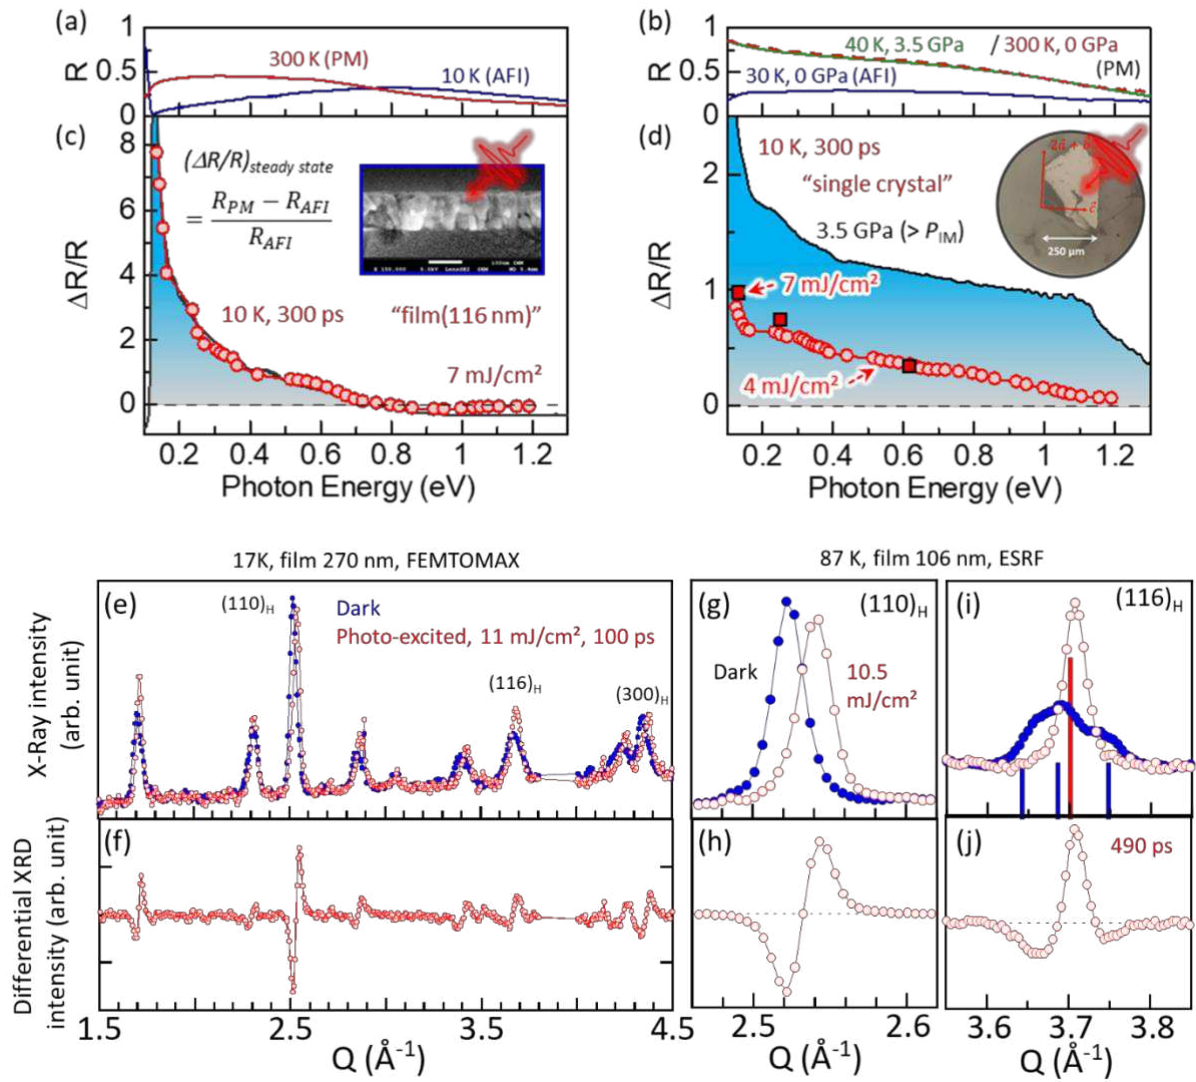 (a)
1
0.5
0
R
300 K (PM)
10 K (AFI)
(b)
1
0.5
0
R
40 K, 3.5 GPa / 300 K, 0 GPa
(PM)
30 K, 0 GPa (AFI)
(c)
8
6
4
2
0
ΔR/R
(ΔR/R)steady state
= R_PM − R_AFI / R_AFI
10 K, 300 ps
“film(116 nm)”
7 mJ/cm²
0.2 0.4 0.6 0.8 1 1.2
Photon Energy (eV)
(d)
2
1
0
ΔR/R
10 K, 300 ps
“single crystal”
3.5 GPa (> P_IM)
250 µm
7 mJ/cm²
4 mJ/cm²
0.2 0.4 0.6 0.8 1 1.2
Photon Energy (eV)
17K, film 270 nm, FEMTOMAX
87 K, film 106 nm, ESRF
(e)
(110)H
Dark
Photo-excited, 11 mJ/cm², 100 ps
(116)H
(300)H
X-Ray intensity
(arb. unit)
(g)
(110)H
Dark
10.5
mJ/cm²
(i)
(116)H
(f)
Differential XRD
intensity (arb. unit)
1.5 2.5 3.5 4.5
Q (Å⁻¹)
(h)
2.5 2.6
Q (Å⁻¹)
(j)
490 ps
3.6 3.7 3.8
Q (Å⁻¹)